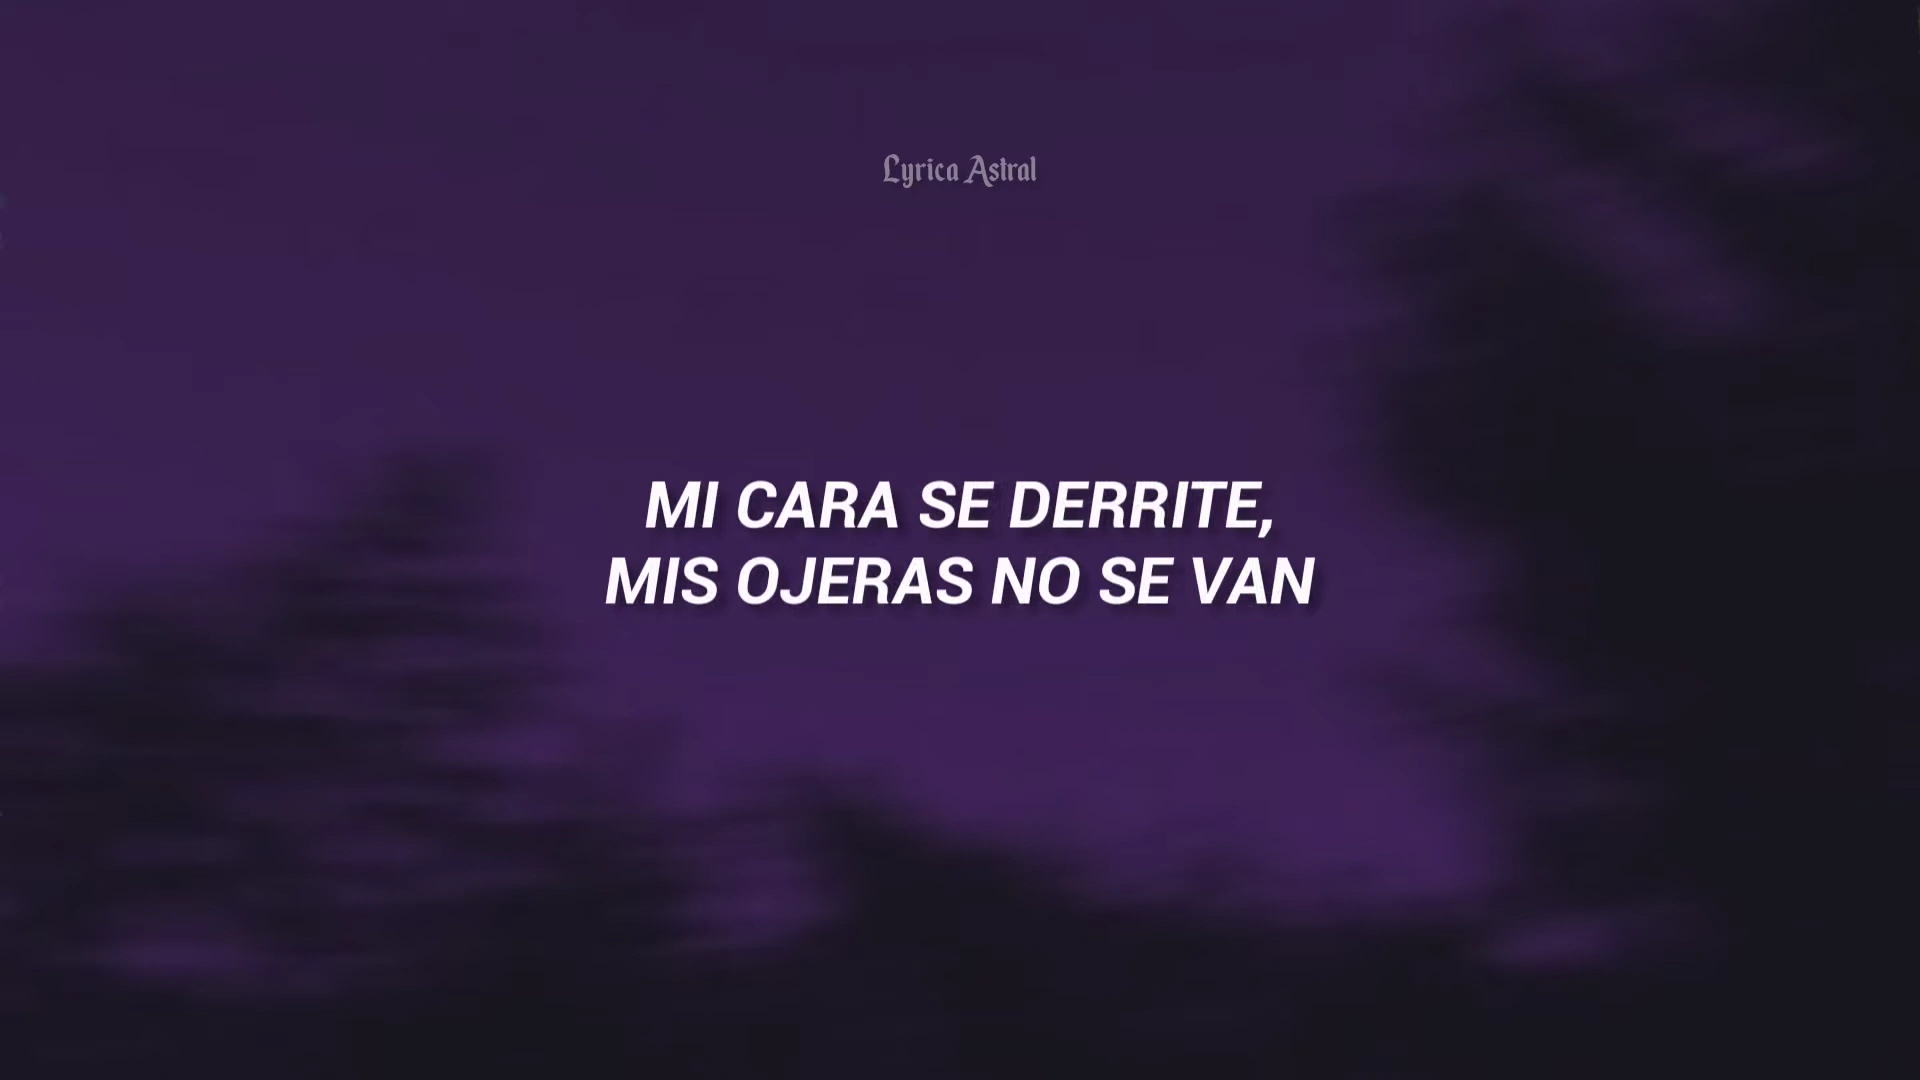 Lyrica Astral
MI CARA SE DERRITE,
MIS OJERAS NO SE VAN